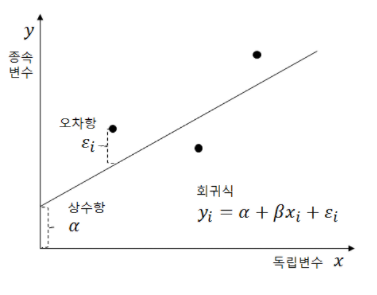 y
종속
변수
오차항
εᵢ
상수항
α
회귀식
yᵢ = α + βxᵢ + εᵢ
독립변수 x